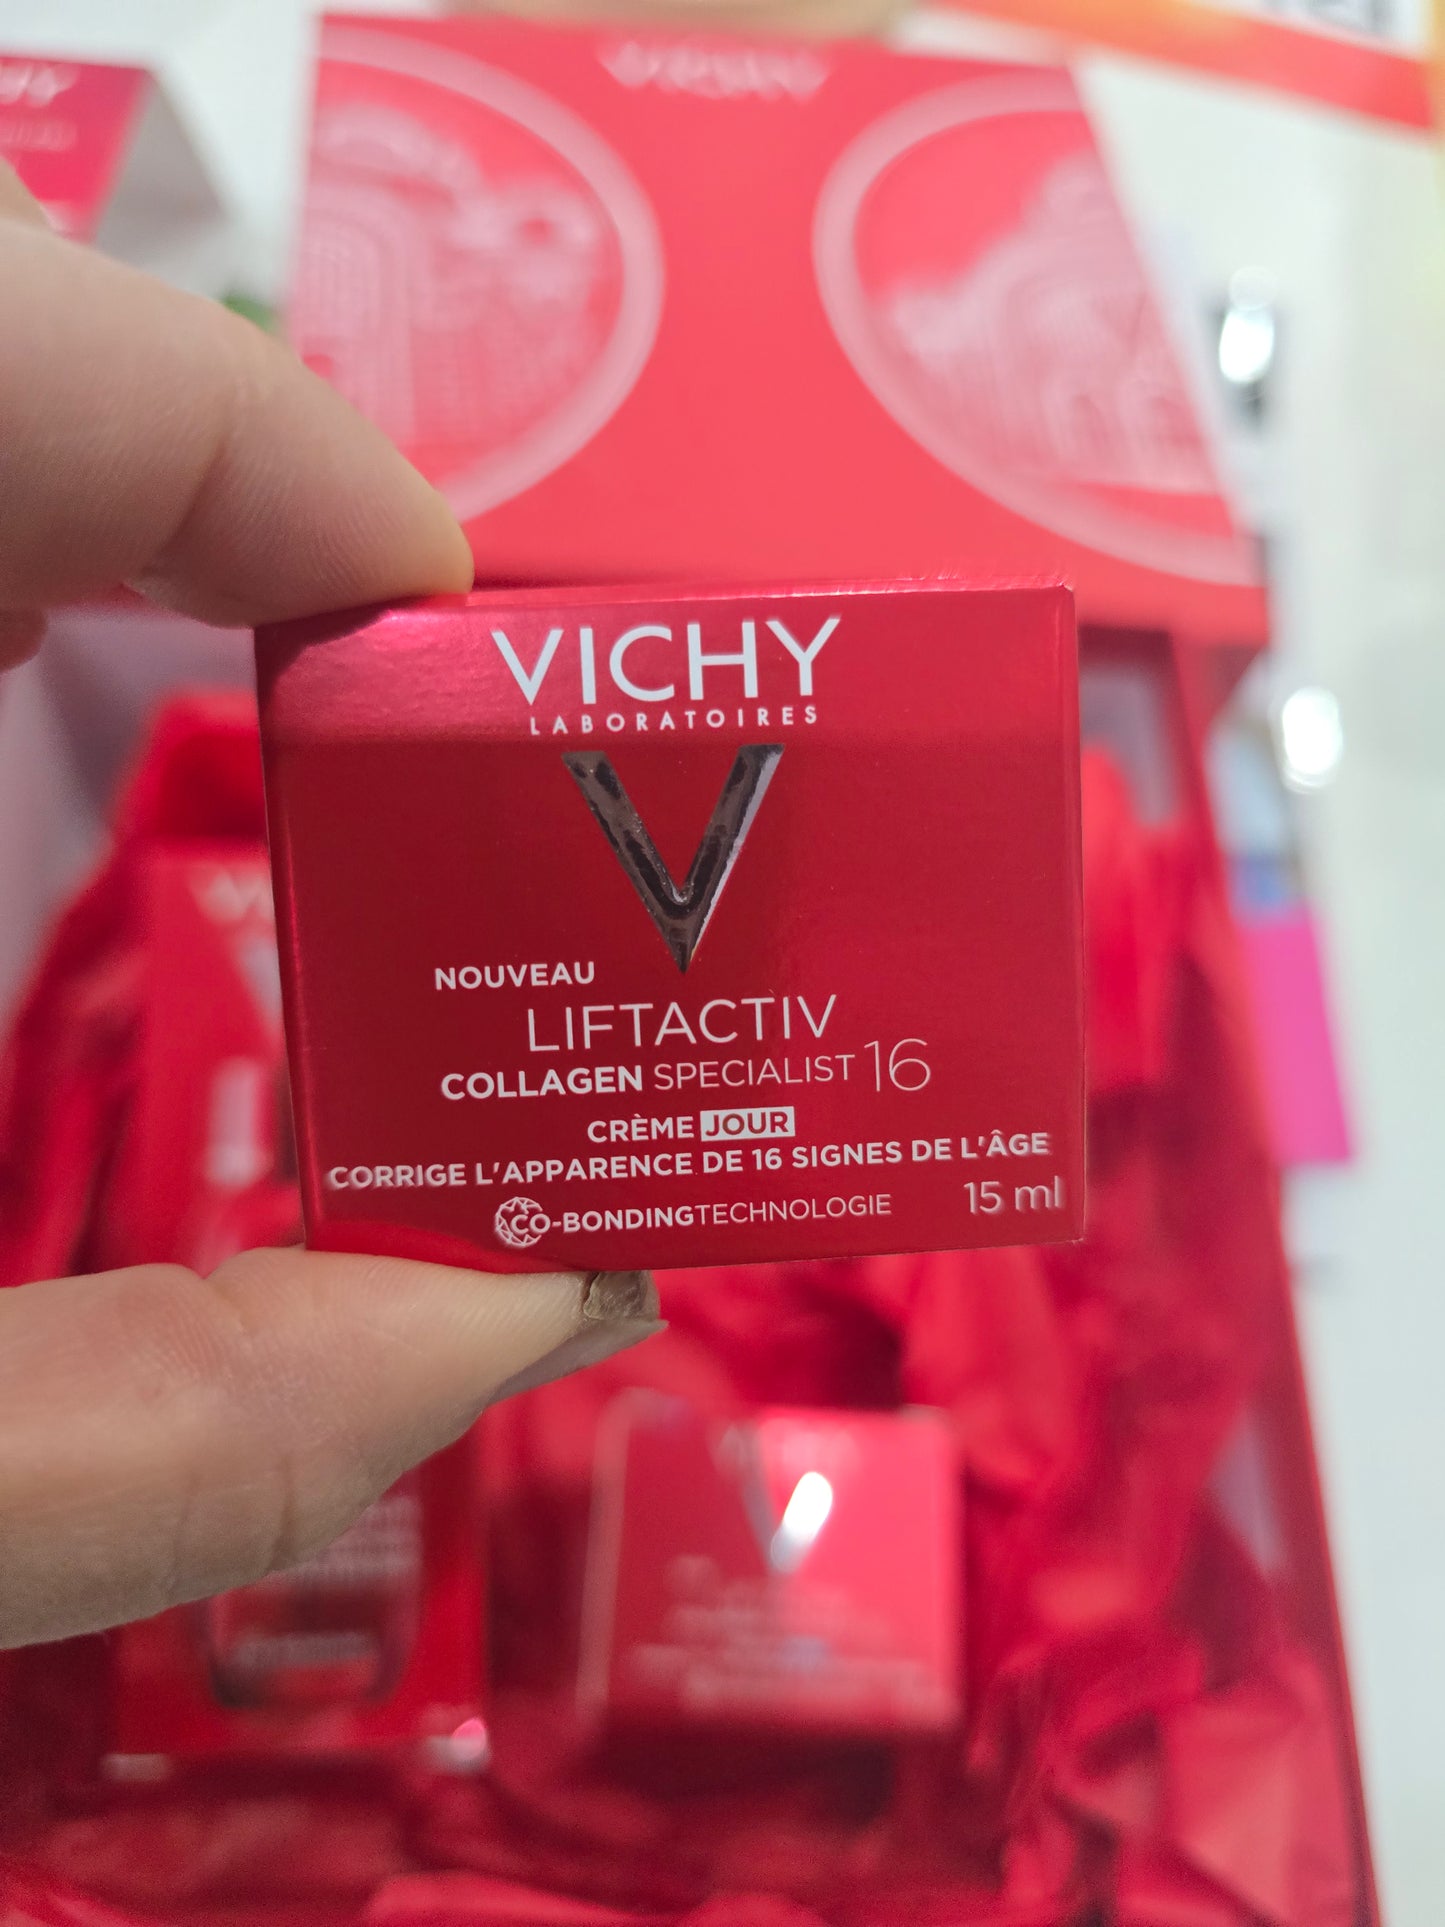 VICHY
VICHY
LABORATOIRES
NOUVEAU
LIFTACTIV
COLLAGEN SPECIALIST 16
CRÈME JOUR
CORRIGE L'APPARENCE DE 16 SIGNES DE L'ÂGE
CO-BONDINGTECHNOLOGIE
15 ml